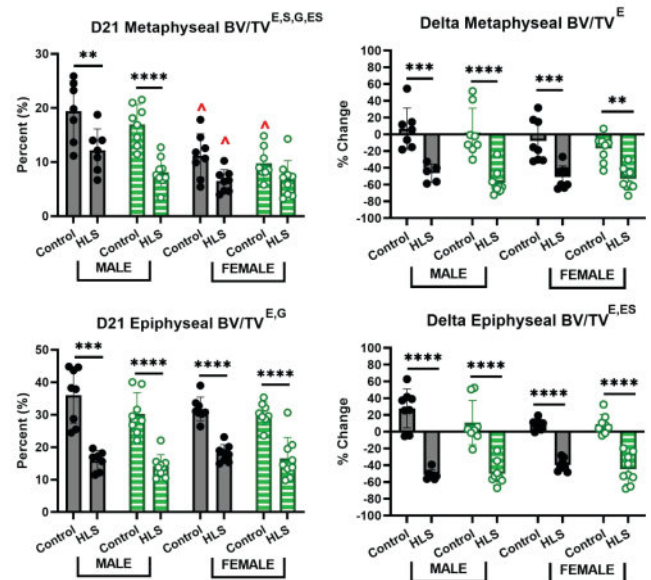 D21 Metaphyseal BV/TV^E,S,G,ES
Percent (%)
30
20
10
0
**
****
^
^
^
Control
HLS
Control
HLS
Control
HLS
Control
HLS
MALE
FEMALE
Delta Metaphyseal BV/TV^E
% Change
100
80
60
40
20
0
-20
-40
-60
-80
-100
***
****
***
**
Control
HLS
Control
HLS
Control
HLS
Control
HLS
MALE
FEMALE
D21 Epiphyseal BV/TV^E,G
Percent (%)
50
40
30
20
10
0
***
****
****
****
Control
HLS
Control
HLS
Control
HLS
Control
HLS
MALE
FEMALE
Delta Epiphyseal BV/TV^E,ES
% Change
100
80
60
40
20
0
-20
-40
-60
-80
-100
****
****
****
****
Control
HLS
Control
HLS
Control
HLS
Control
HLS
MALE
FEMALE